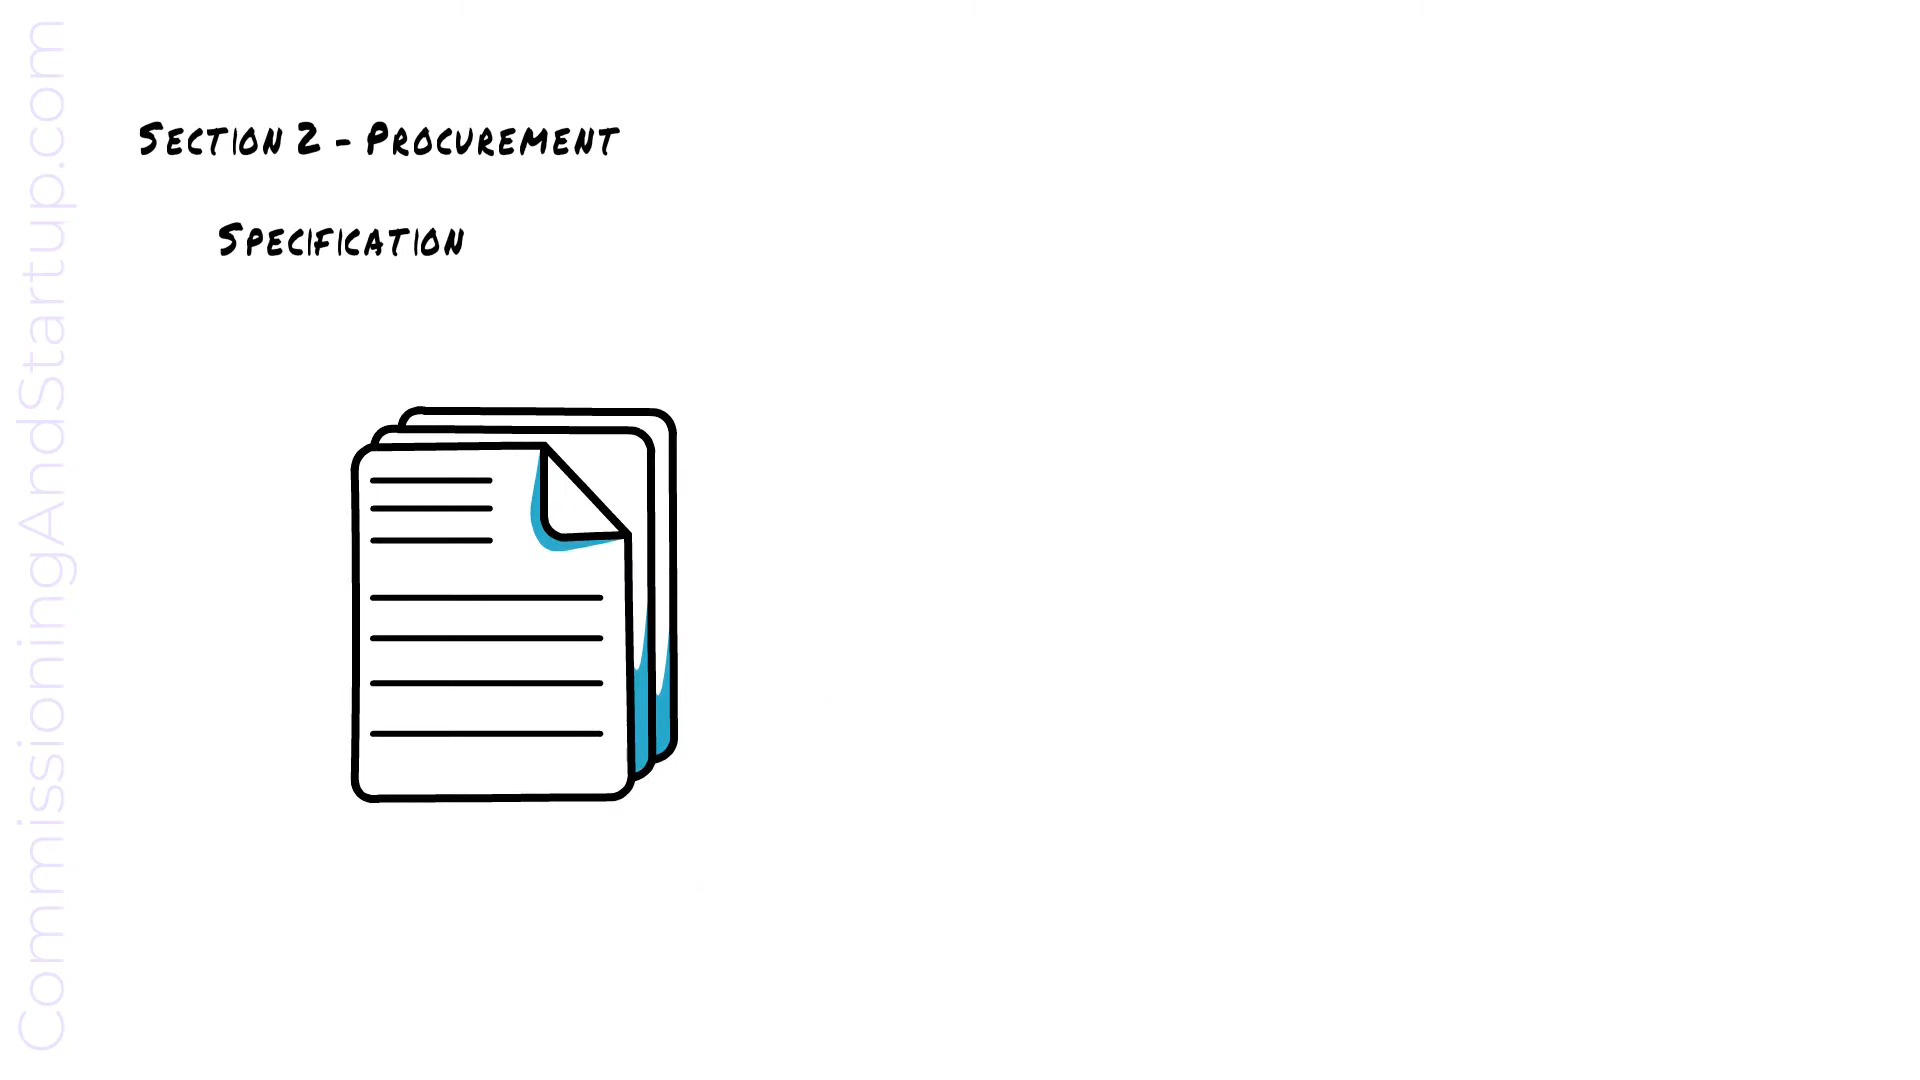 Section 2 - Procurement
Specification
CommissioningAndStartup.com